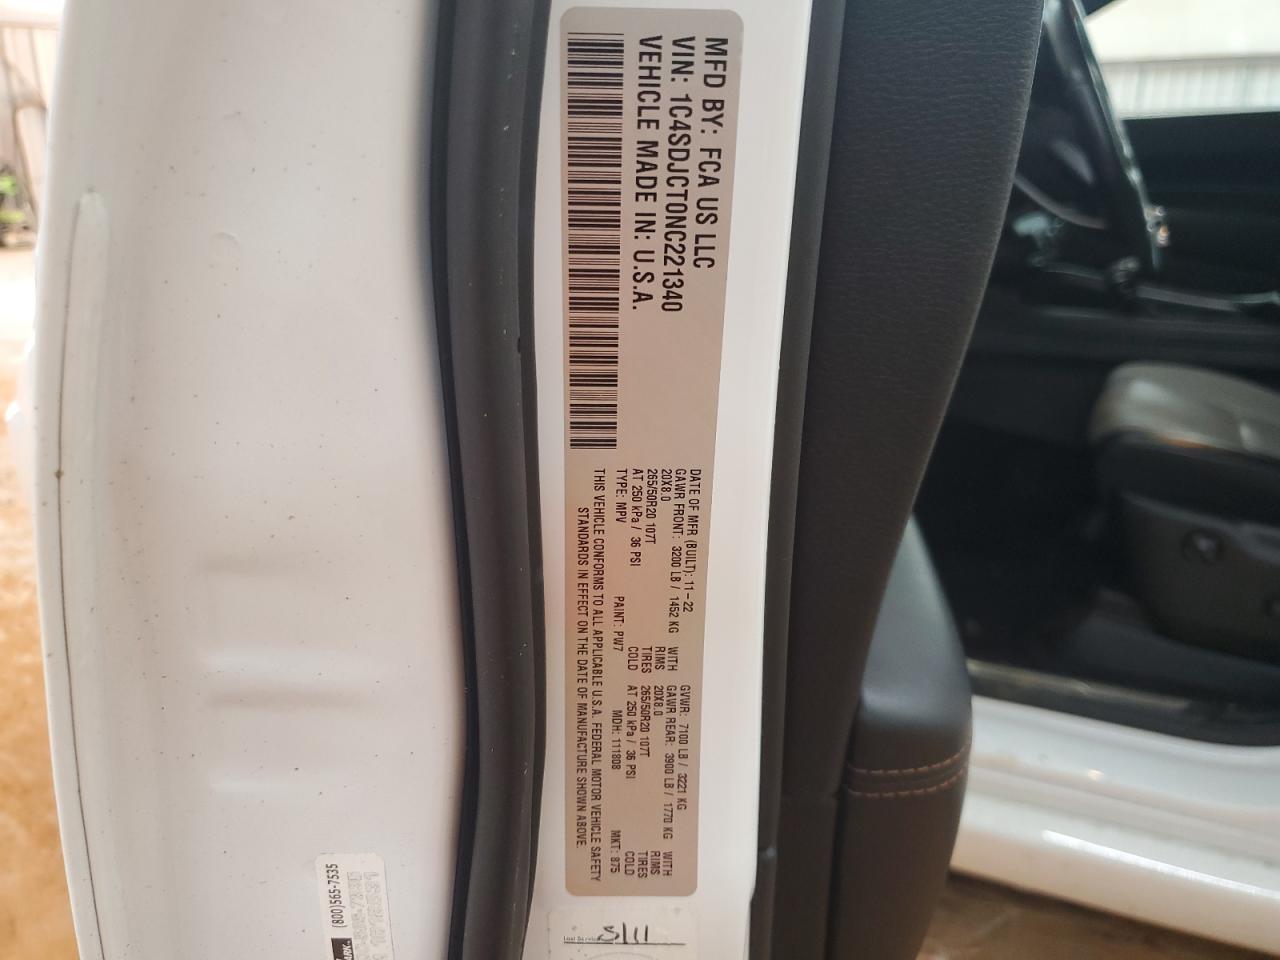 MFD BY: FCA US LLC
VIN: 1C4SDJCT0NC221340
VEHICLE MADE IN: U.S.A.
DATE OF MFR (BUILT): 11-22
GVWR: 7100 LB / 3221 KG
GAWR FRONT: 3200 LB / 1452 KG WITH
GAWR REAR: 3900 LB / 1770 KG WITH
20X8.0 RIMS
20X8.0 RIMS
265/50R20 107T TIRES
265/50R20 107T TIRES
AT 250 kPa / 36 PSI COLD
AT 250 kPa / 36 PSI COLD
TYPE: MPV PAINT: PW7 MDH: 111808 MKT: 875
THIS VEHICLE CONFORMS TO ALL APPLICABLE U.S.A. FEDERAL MOTOR VEHICLE SAFETY
STANDARDS IN EFFECT ON THE DATE OF MANUFACTURE SHOWN ABOVE.
(800)565-7535